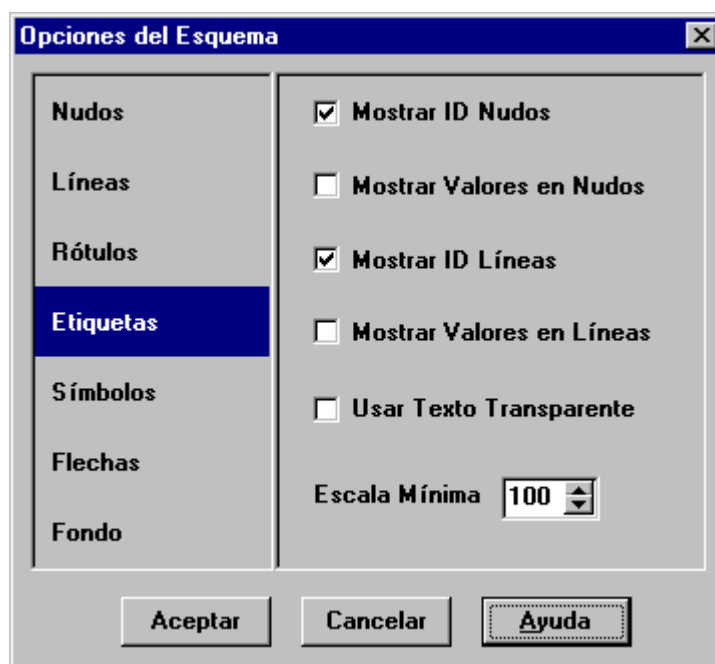 Opciones del Esquema
Nudos
Líneas
Rótulos
Etiquetas
Símbolos
Flechas
Fondo
Mostrar ID Nudos
Mostrar Valores en Nudos
Mostrar ID Líneas
Mostrar Valores en Líneas
Usar Texto Transparente
Escala Mínima 100
Aceptar Cancelar Ayuda